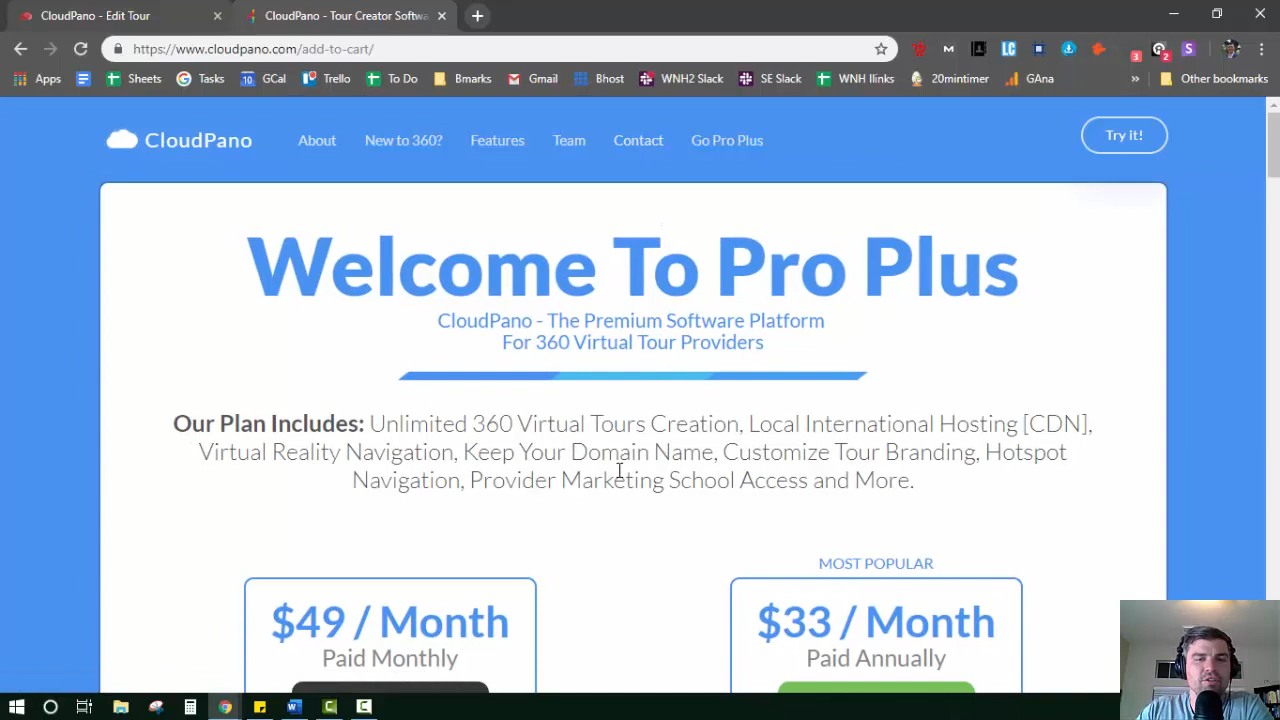 CloudPano - Edit Tour
CloudPano - Tour Creator Softwa
https://www.cloudpano.com/add-to-cart/
Apps
Sheets
Tasks
GCal
Trello
To Do
Bmarks
Gmail
Bhost
WNH2 Slack
SE Slack
WNH llinks
20mintimer
GAna
Other bookmarks
CloudPano
About
New to 360?
Features
Team
Contact
Go Pro Plus
Try it!
Welcome To Pro Plus
CloudPano - The Premium Software Platform
For 360 Virtual Tour Providers
Our Plan Includes: Unlimited 360 Virtual Tours Creation, Local International Hosting [CDN],
Virtual Reality Navigation, Keep Your Domain Name, Customize Tour Branding, Hotspot
Navigation, Provider Marketing School Access and More.
MOST POPULAR
$49 / Month
Paid Monthly
$33 / Month
Paid Annually